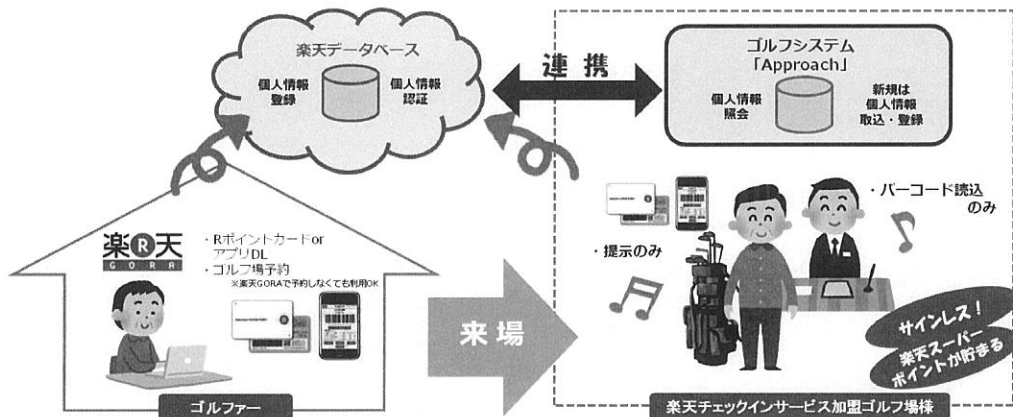 楽天データベース
個人情報
登録
個人情報
認証
連携
ゴルフシステム
「Approach」
個人情報
照会
新規は
個人情報
取込・登録
楽R天
GORA
・Rポイントカードor
アプリDL
・ゴルフ場予約
※楽天GORAで予約しなくても利用OK
ゴルファー
来場
・提示のみ
・バーコード読込
のみ
サインレス！
楽天スーパー
ポイントが貯まる
楽天チェックインサービス加盟ゴルフ場様